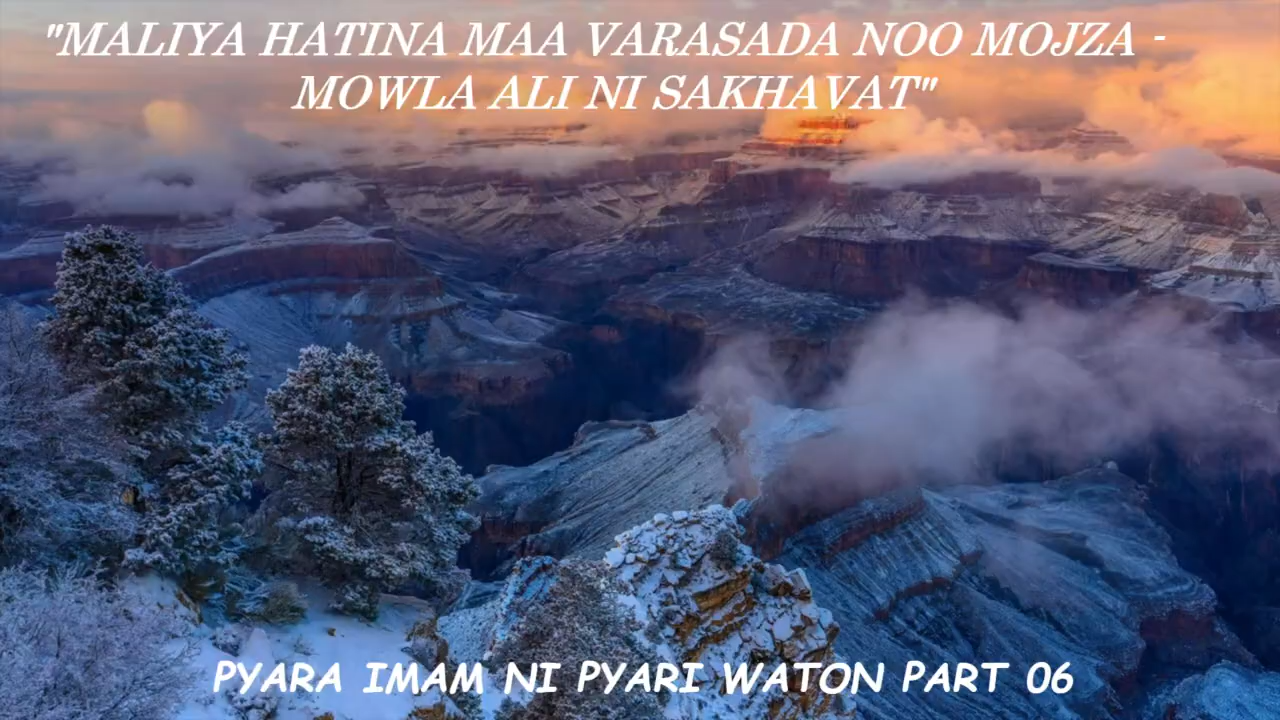 "MALIYA HATINA MAA VARASADA NOO MOJZA -
MOWLA ALI NI SAKHAVAT"
PYARA IMAM NI PYARI WATON PART 06